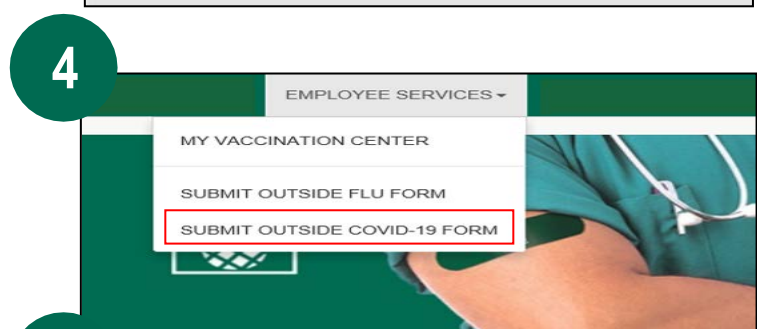 4
EMPLOYEE SERVICES
MY VACCINATION CENTER
SUBMIT OUTSIDE FLU FORM
SUBMIT OUTSIDE COVID-19 FORM